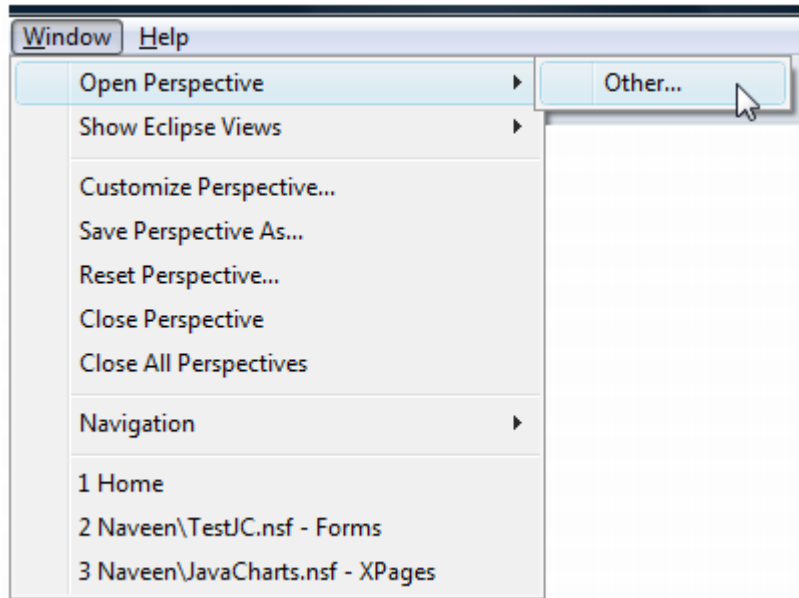 Window Help
Open Perspective
Other...
Show Eclipse Views
Customize Perspective...
Save Perspective As...
Reset Perspective...
Close Perspective
Close All Perspectives
Navigation
1 Home
2 Naveen\TestJC.nsf - Forms
3 Naveen\JavaCharts.nsf - XPages